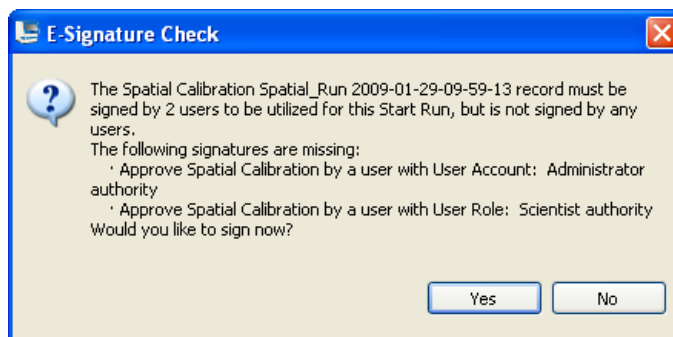 E-Signature Check
The Spatial Calibration Spatial_Run 2009-01-29-09-59-13 record must be
signed by 2 users to be utilized for this Start Run, but is not signed by any
users.
The following signatures are missing:
· Approve Spatial Calibration by a user with User Account:  Administrator
authority
· Approve Spatial Calibration by a user with User Role:  Scientist authority
Would you like to sign now?
Yes
No